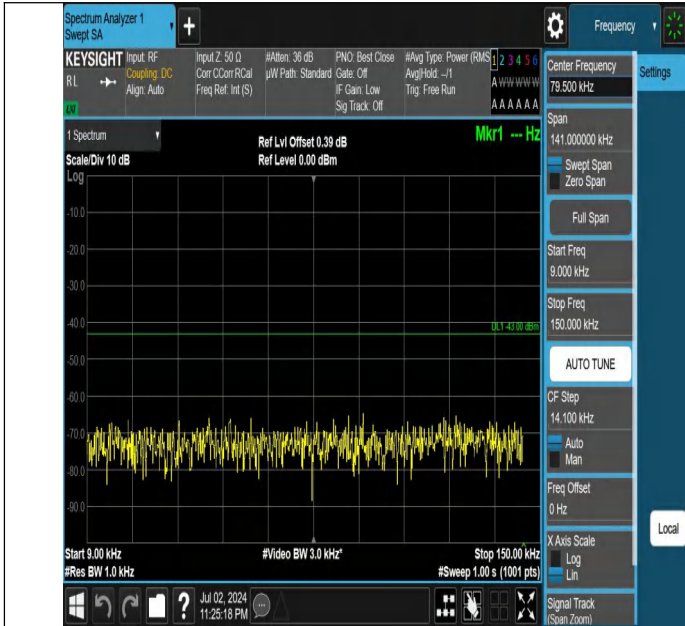 Spectrum Analyzer 1
Swept SA
+
Frequency
KEYSIGHT
RL
Input: RF
Coupling: DC
Align: Auto
Input Z: 50 Ω
Corr CCorr RCal
Freq Ref: Int (S)
#Atten: 36 dB
µW Path: Standard
PNO: Best Close
Gate: Off
IF Gain: Low
Sig Track: Off
#Avg Type: Power (RMS
Avg|Hold: --/1
Trig: Free Run
1 2 3 4 5 6
A W W W W W
A A A A A A
1 Spectrum
Scale/Div 10 dB
Log
Ref Lvl Offset 0.39 dB
Ref Level 0.00 dBm
Mkr1 --- Hz
-10.0
-20.0
-30.0
-40.0
DL1 -43.00 dBm
-50.0
-60.0
-70.0
-80.0
-90.0
Start 9.00 kHz
#Video BW 3.0 kHz*
Stop 150.00 kHz
#Res BW 1.0 kHz
#Sweep 1.00 s (1001 pts)
?
Jul 02, 2024
11:25:18 PM
Center Frequency
79.500 kHz
Span
141.000000 kHz
Swept Span
Zero Span
Full Span
Start Freq
9.000 kHz
Stop Freq
150.000 kHz
AUTO TUNE
CF Step
14.100 kHz
Auto
Man
Freq Offset
0 Hz
X Axis Scale
Log
Lin
Signal Track
(Span Zoom)
Settings
Local